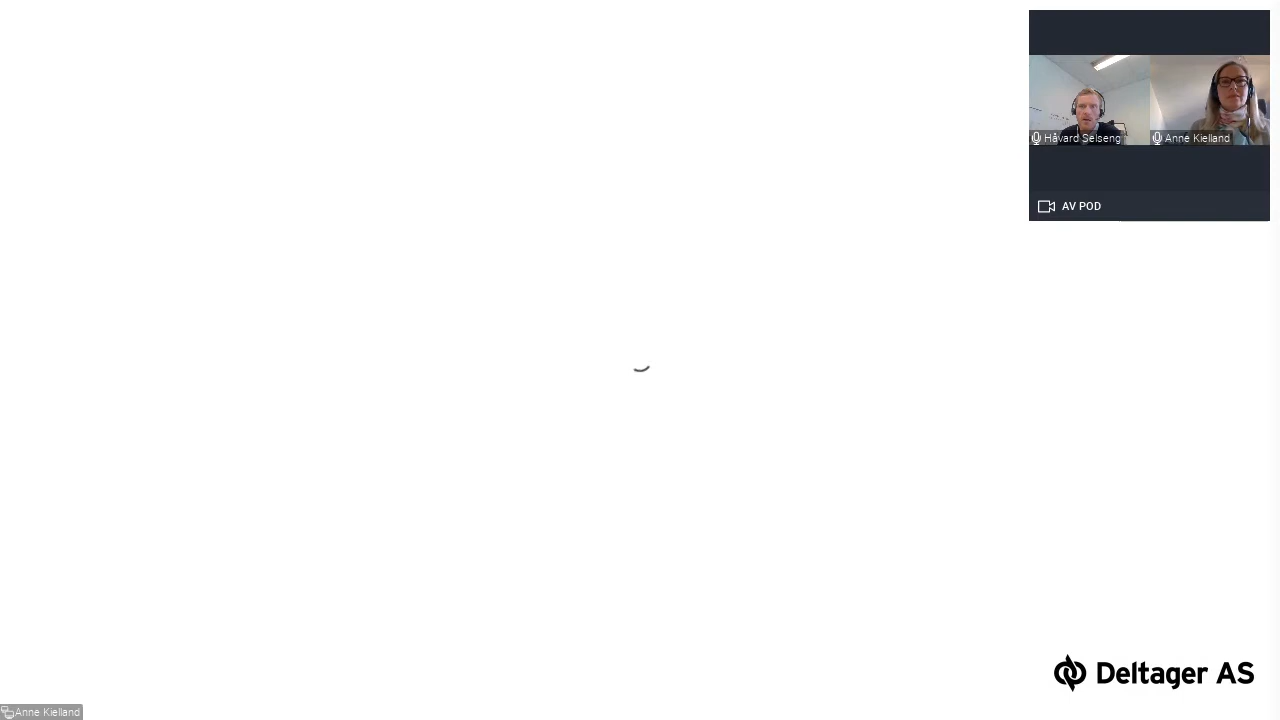 Håvard Selseng
Anne Kielland
AV POD
Deltager AS
Anne Kielland